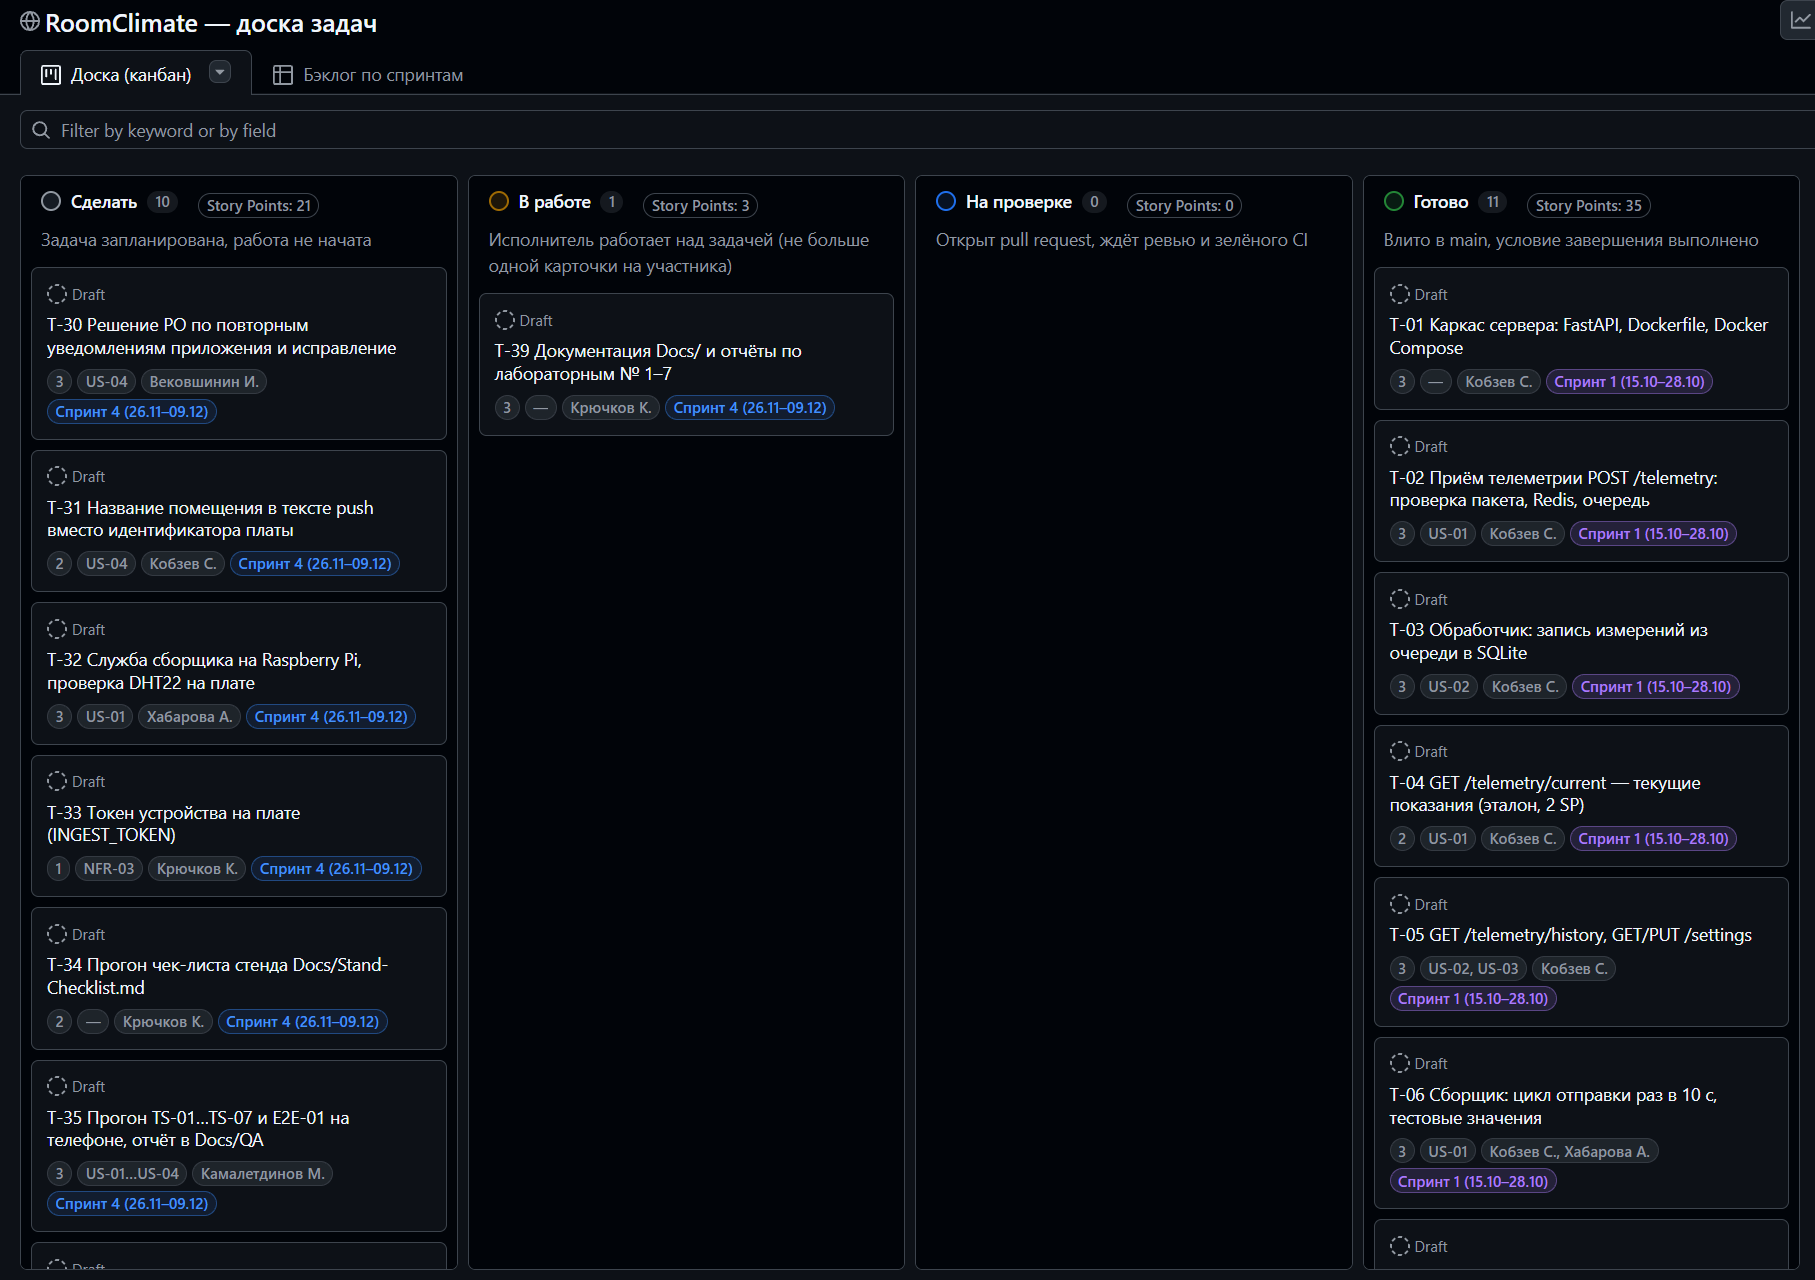 RoomClimate — доска задач
Доска (канбан)
Бэклог по спринтам
Filter by keyword or by field
Сделать 10 Story Points: 21
Задача запланирована, работа не начата
Draft
T-30 Решение PO по повторным
уведомлениям приложения и исправление
3 US-04 Вековшинин И.
Спринт 4 (26.11–09.12)
Draft
T-31 Название помещения в тексте push
вместо идентификатора платы
2 US-04 Кобзев С. Спринт 4 (26.11–09.12)
Draft
T-32 Служба сборщика на Raspberry Pi,
проверка DHT22 на плате
3 US-01 Хабарова А. Спринт 4 (26.11–09.12)
Draft
T-33 Токен устройства на плате
(INGEST_TOKEN)
1 NFR-03 Крючков К. Спринт 4 (26.11–09.12)
Draft
T-34 Прогон чек-листа стенда Docs/Stand-
Checklist.md
2 — Крючков К. Спринт 4 (26.11–09.12)
Draft
T-35 Прогон TS-01…TS-07 и E2E-01 на
телефоне, отчёт в Docs/QA
3 US-01…US-04 Камалетдинов М.
Спринт 4 (26.11–09.12)
Draft
В работе 1 Story Points: 3
Исполнитель работает над задачей (не больше
одной карточки на участника)
Draft
T-39 Документация Docs/ и отчёты по
лабораторным № 1–7
3 — Крючков К. Спринт 4 (26.11–09.12)
На проверке 0 Story Points: 0
Открыт pull request, ждёт ревью и зелёного CI
Готово 11 Story Points: 35
Влито в main, условие завершения выполнено
Draft
T-01 Каркас сервера: FastAPI, Dockerfile, Docker
Compose
3 — Кобзев С. Спринт 1 (15.10–28.10)
Draft
T-02 Приём телеметрии POST /telemetry:
проверка пакета, Redis, очередь
3 US-01 Кобзев С. Спринт 1 (15.10–28.10)
Draft
T-03 Обработчик: запись измерений из
очереди в SQLite
3 US-02 Кобзев С. Спринт 1 (15.10–28.10)
Draft
T-04 GET /telemetry/current — текущие
показания (эталон, 2 SP)
2 US-01 Кобзев С. Спринт 1 (15.10–28.10)
Draft
T-05 GET /telemetry/history, GET/PUT /settings
3 US-02, US-03 Кобзев С.
Спринт 1 (15.10–28.10)
Draft
T-06 Сборщик: цикл отправки раз в 10 с,
тестовые значения
3 US-01 Кобзев С., Хабарова А.
Спринт 1 (15.10–28.10)
Draft